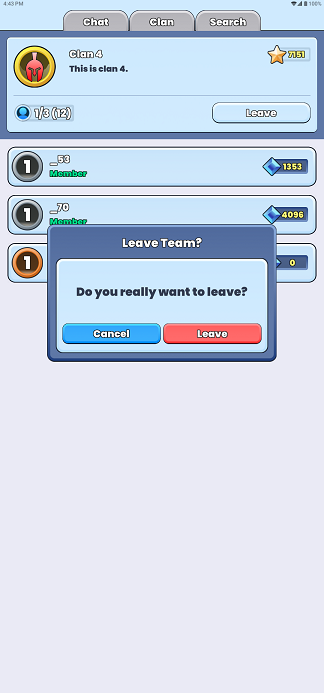 4:43 PM
100%
Chat
Clan
Search
Clan 4
7151
This is clan 4.
1/3 (12)
Leave
1
_53
Member
1353
1
_70
Member
4096
1
0
Leave Team?
Do you really want to leave?
Cancel
Leave